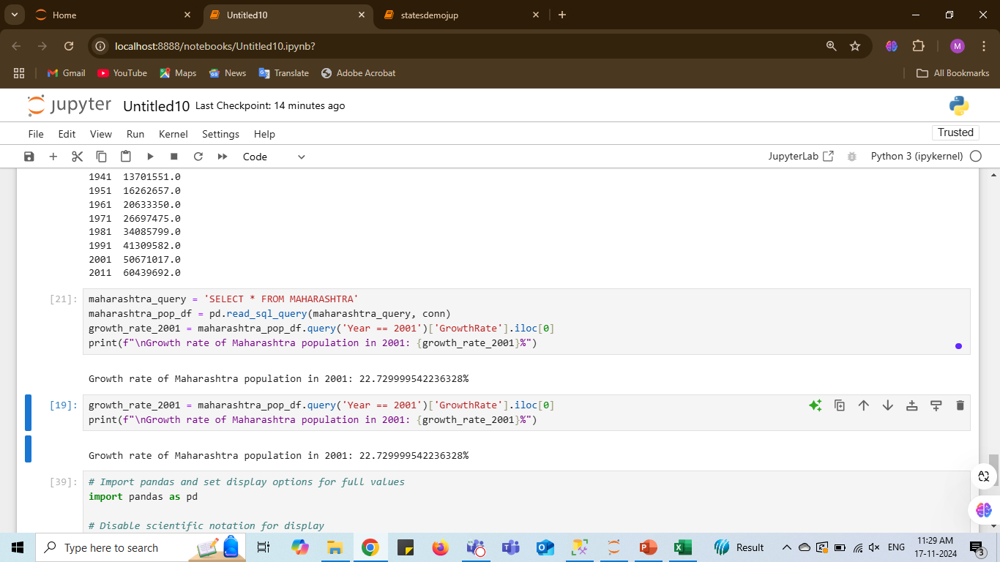 Home
Untitled10
statesdemojup
localhost:8888/notebooks/Untitled10.ipynb?
M
Gmail
YouTube
Maps
News
Translate
Adobe Acrobat
All Bookmarks
jupyter Untitled10 Last Checkpoint: 14 minutes ago
File Edit View Run Kernel Settings Help
Trusted
Code
JupyterLab
Python 3 (ipykernel)
1941 13701551.0
1951 16262657.0
1961 20633350.0
1971 26697475.0
1981 34085799.0
1991 41309582.0
2001 50671017.0
2011 60439692.0
[21]: maharashtra_query = 'SELECT * FROM MAHARASHTRA'
maharashtra_pop_df = pd.read_sql_query(maharashtra_query, conn)
growth_rate_2001 = maharashtra_pop_df.query('Year == 2001')['GrowthRate'].iloc[0]
print(f"\nGrowth rate of Maharashtra population in 2001: {growth_rate_2001}%")
Growth rate of Maharashtra population in 2001: 22.729999542236328%
[19]: growth_rate_2001 = maharashtra_pop_df.query('Year == 2001')['GrowthRate'].iloc[0]
print(f"\nGrowth rate of Maharashtra population in 2001: {growth_rate_2001}%")
Growth rate of Maharashtra population in 2001: 22.729999542236328%
[39]: # Import pandas and set display options for full values
import pandas as pd
# Disable scientific notation for display
Type here to search
Result
ENG
11:29 AM
17-11-2024
3